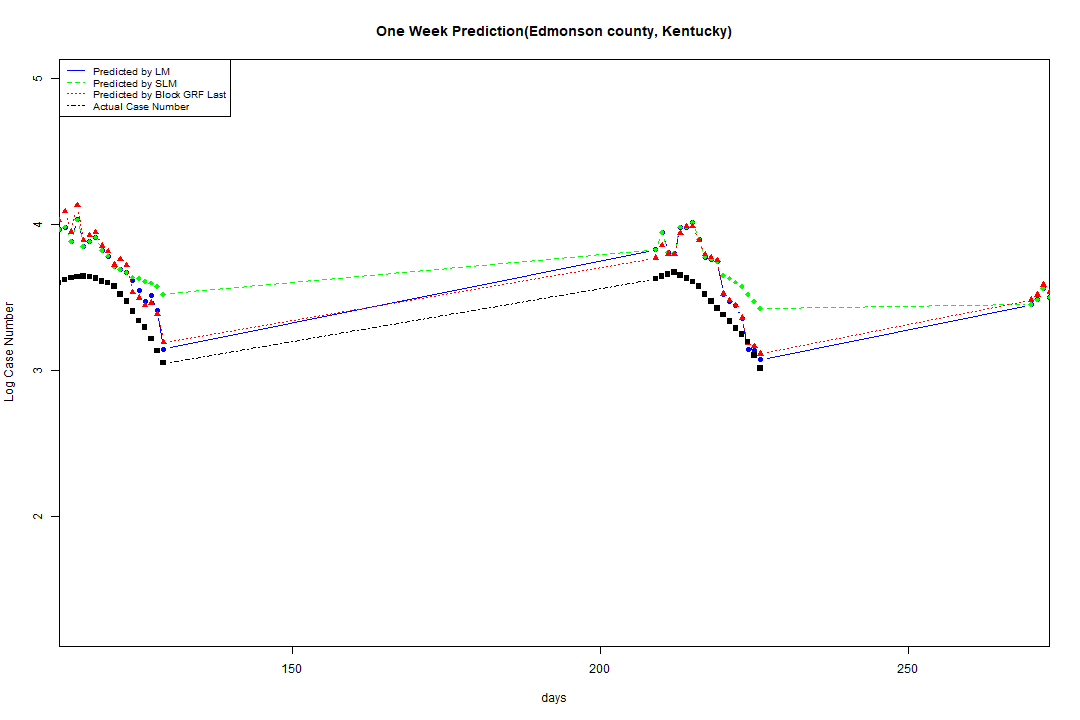 One Week Prediction(Edmonson county, Kentucky)
Predicted by LM
Predicted by SLM
Predicted by Block GRF Last
Actual Case Number
5
4
3
2
Log Case Number
150
200
250
days